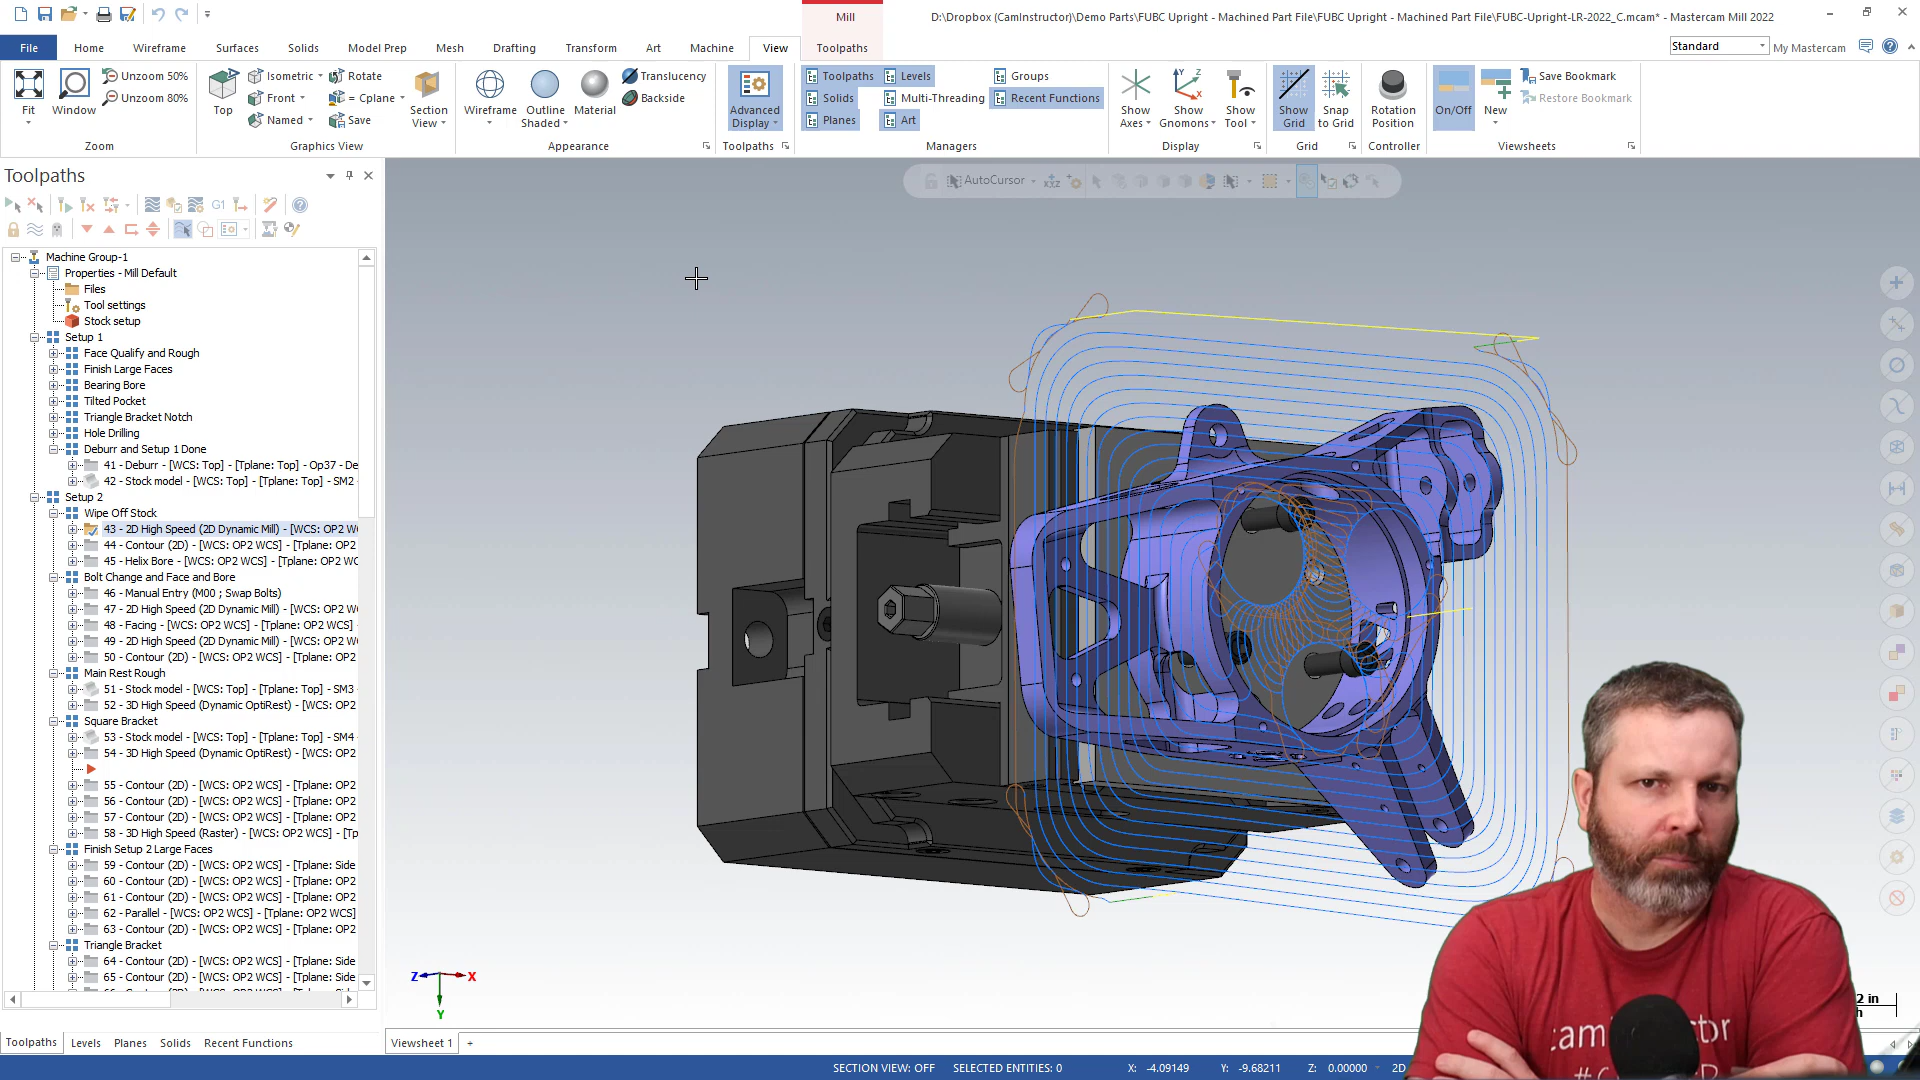 Mill
D:\Dropbox (CamInstructor)\Demo Parts\FUBC Upright - Machined Part File\FUBC Upright - Machined Part File\FUBC-Upright-LR-2022_C.mcam* - Mastercam Mill 2022
File Home Wireframe Surfaces Solids Model Prep Mesh Drafting Transform Art Machine View Toolpaths
Standard My Mastercam
Fit
Window
Unzoom 50%
Unzoom 80%
Zoom
Top
Isometric
Front
Named
Rotate
= Cplane
Save
Section View
Graphics View
Wireframe
Outline Shaded
Material
Translucency
Backside
Appearance
Advanced Display
Toolpaths
Toolpaths
Solids
Planes
Levels
Multi-Threading
Art
Groups
Recent Functions
Managers
Show Axes
Show Gnomons
Show Tool
Display
Show Grid
Snap to Grid
Grid
Rotation Position
Controller
On/Off
New
Save Bookmark
Restore Bookmark
Viewsheets
Toolpaths
AutoCursor
G1
Machine Group-1
Properties - Mill Default
Files
Tool settings
Stock setup
Setup 1
Face Qualify and Rough
Finish Large Faces
Bearing Bore
Tilted Pocket
Triangle Bracket Notch
Hole Drilling
Deburr and Setup 1 Done
41 - Deburr - [WCS: Top] - [Tplane: Top] - Op37 - De
42 - Stock model - [WCS: Top] - [Tplane: Top] - SM2
Setup 2
Wipe Off Stock
43 - 2D High Speed (2D Dynamic Mill) - [WCS: OP2 W
44 - Contour (2D) - [WCS: OP2 WCS] - [Tplane: OP2
45 - Helix Bore - [WCS: OP2 WCS] - [Tplane: OP2 WC
Bolt Change and Face and Bore
46 - Manual Entry (M00 ; Swap Bolts)
47 - 2D High Speed (2D Dynamic Mill) - [WCS: OP2 W
48 - Facing - [WCS: OP2 WCS] - [Tplane: OP2 WCS] -
49 - 2D High Speed (2D Dynamic Mill) - [WCS: OP2 W
50 - Contour (2D) - [WCS: OP2 WCS] - [Tplane: OP2
Main Rest Rough
51 - Stock model - [WCS: Top] - [Tplane: Top] - SM3
52 - 3D High Speed (Dynamic OptiRest) - [WCS: OP2
Square Bracket
53 - Stock model - [WCS: Top] - [Tplane: Top] - SM4
54 - 3D High Speed (Dynamic OptiRest) - [WCS: OP2
55 - Contour (2D) - [WCS: OP2 WCS] - [Tplane: OP2
56 - Contour (2D) - [WCS: OP2 WCS] - [Tplane: OP2
57 - Contour (2D) - [WCS: OP2 WCS] - [Tplane: OP2
58 - 3D High Speed (Raster) - [WCS: OP2 WCS] - [Tp
Finish Setup 2 Large Faces
59 - Contour (2D) - [WCS: OP2 WCS] - [Tplane: Side
60 - Contour (2D) - [WCS: OP2 WCS] - [Tplane: OP2
61 - Contour (2D) - [WCS: OP2 WCS] - [Tplane: OP2
62 - Parallel - [WCS: OP2 WCS] - [Tplane: OP2 WCS]
63 - Contour (2D) - [WCS: OP2 WCS] - [Tplane: OP2
Triangle Bracket
64 - Contour (2D) - [WCS: OP2 WCS] - [Tplane: Side
65 - Contour (2D) - [WCS: OP2 WCS] - [Tplane: Side
Z X
Y
2 in
Toolpaths Levels Planes Solids Recent Functions
Viewsheet 1 +
SECTION VIEW: OFF SELECTED ENTITIES: 0 X: -4.09149 Y: -9.68211 Z: 0.00000 2D